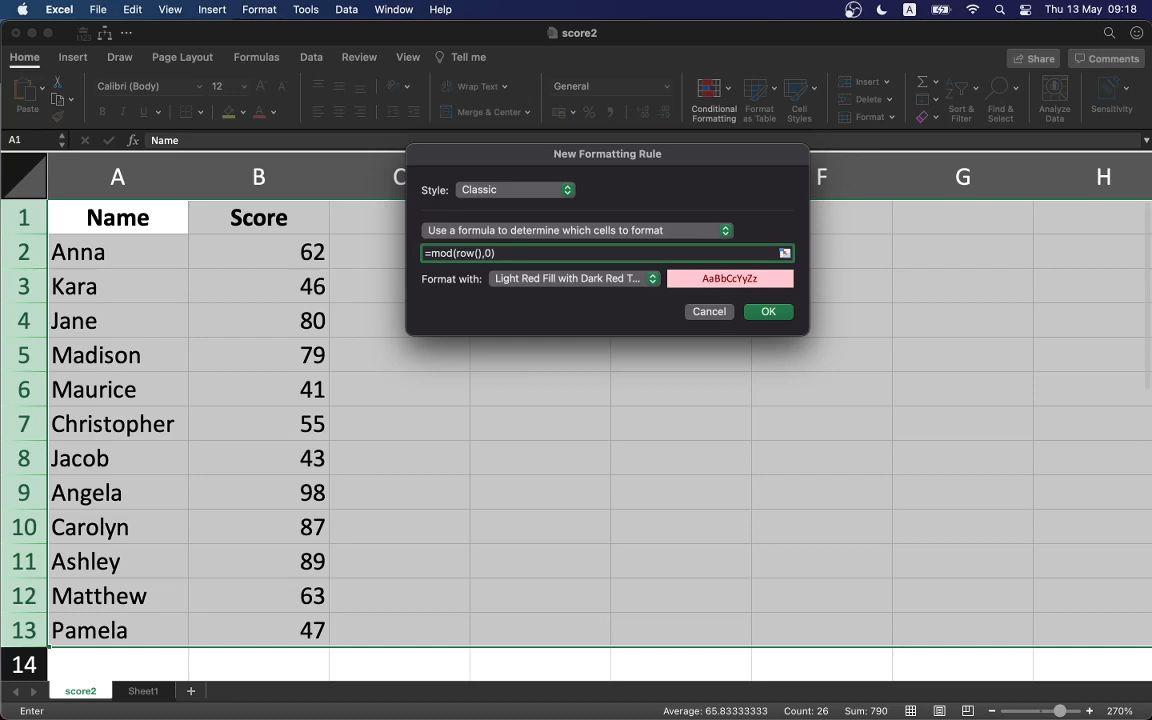 Excel File Edit View Insert Format Tools Data Window Help A Thu 13 May 09:18
score2
Home Insert Draw Page Layout Formulas Data Review View Tell me Share Comments
Paste Calibri (Body) 12 A A Wrap Text General Conditional Formatting Format as Table Cell Styles Insert Sort & Filter Find & Select Analyze Data Sensitivity
B I U A Merge & Center % Delete
Format
A1 fx Name
New Formatting Rule
Style: Classic
Use a formula to determine which cells to format
=mod(row(),0)
Format with: Light Red Fill with Dark Red T... AaBbCcYyZz
Cancel OK
A B C F G H
1 Name Score
2 Anna 62
3 Kara 46
4 Jane 80
5 Madison 79
6 Maurice 41
7 Christopher 55
8 Jacob 43
9 Angela 98
10 Carolyn 87
11 Ashley 89
12 Matthew 63
13 Pamela 47
14
score2 Sheet1 +
Enter Average: 65.83333333 Count: 26 Sum: 790 - + 270%